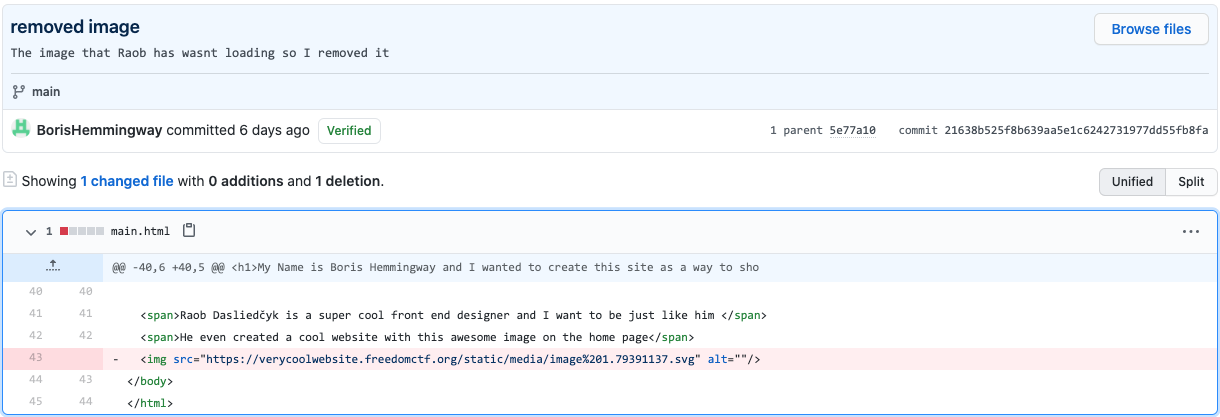 removed image
Browse files
The image that Raob has wasnt loading so I removed it
main
BorisHemmingway committed 6 days ago Verified 1 parent 5e77a10 commit 21638b525f8b639aa5e1c6242731977dd55fb8fa
Showing 1 changed file with 0 additions and 1 deletion. Unified Split
1 main.html ...
@@ -40,6 +40,5 @@ <h1>My Name is Boris Hemmingway and I wanted to create this site as a way to sho
40 40
41 41 <span>Raob Dasliedčyk is a super cool front end designer and I want to be just like him </span>
42 42 <span>He even created a cool website with this awesome image on the home page</span>
43 - <img src="https://verycoolwebsite.freedomctf.org/static/media/image%201.79391137.svg" alt=""/>
44 43 </body>
45 44 </html>